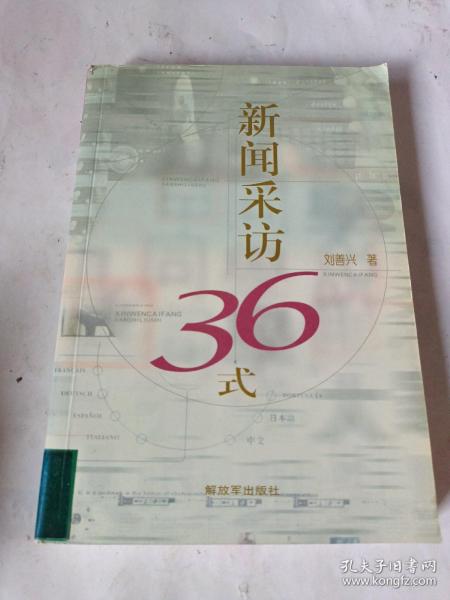 新闻采访
36
式
刘善兴 著
XINWENCAIFANG
XINWENCAIFANG
FRANCAIS
DEUTSCH
ESPAÑOL
ITALIANO
日本語
中文
解放军出版社
孔夫子旧书网
www.kongfz.com